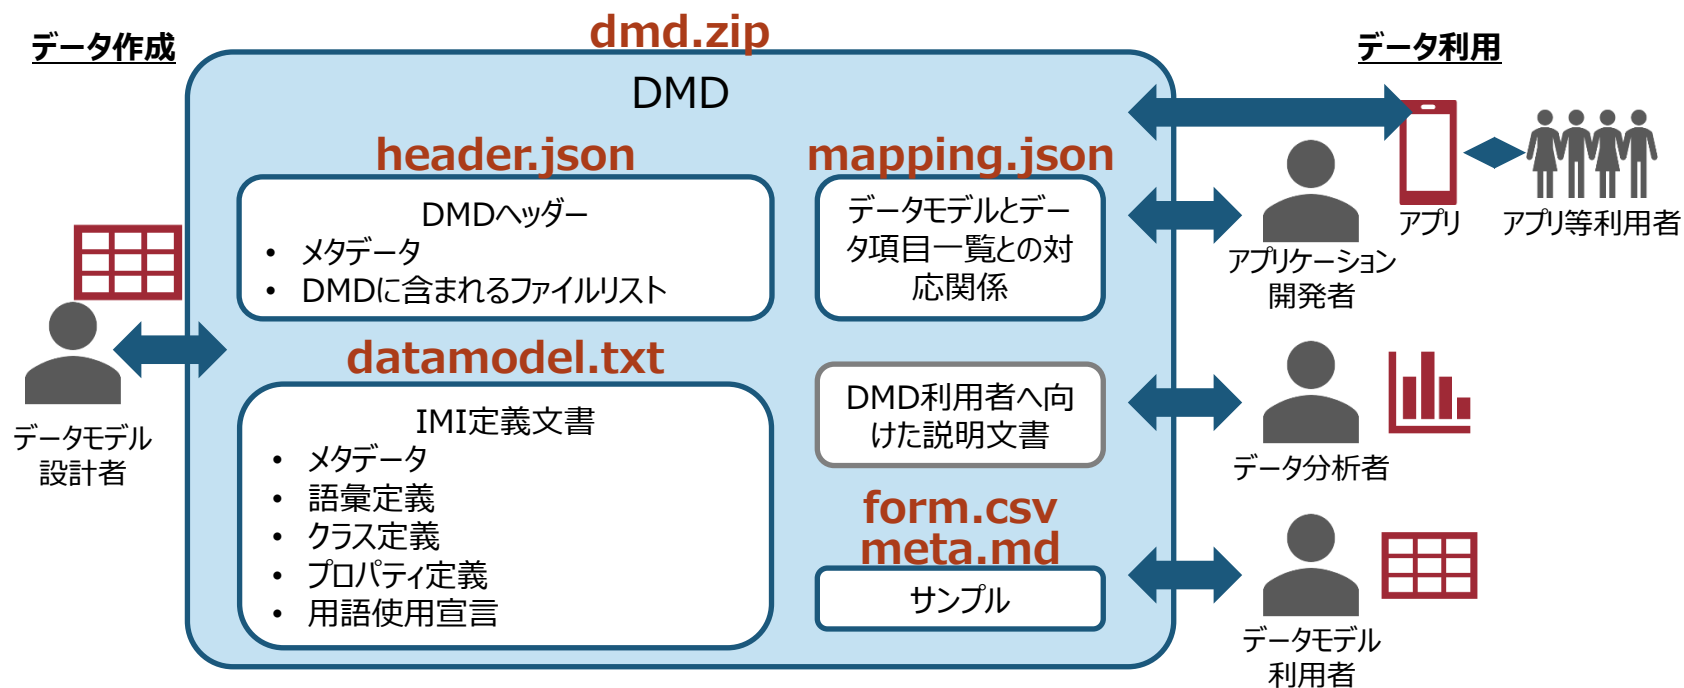 データ作成
dmd.zip
DMD
header.json
DMDヘッダー
• メタデータ
• DMDに含まれるファイルリスト
mapping.json
データモデルとデー
タ項目一覧との対
応関係
datamodel.txt
IMI定義文書
• メタデータ
• 語彙定義
• クラス定義
• プロパティ定義
• 用語使用宣言
DMD利用者へ向
けた説明文書
form.csv
meta.md
サンプル
データモデル
設計者
データ利用
アプリ
アプリ等利用者
アプリケーション
開発者
データ分析者
データモデル
利用者